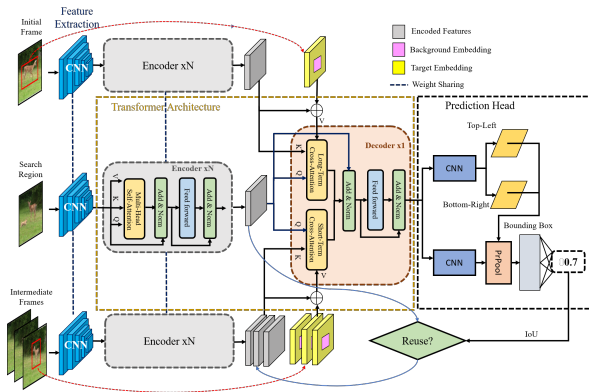 Initial
Frame
Feature
Extraction
CNN
Encoder xN
Encoded Features
Background Embedding
Target Embedding
Weight Sharing
Transformer Architecture
Prediction Head
V
Search
Region
CNN
Encoder xN
V
K
Q
Multi-Head
Self-Attention
Add & Norm
Feed forward
Add & Norm
Decoder x1
K
Q
Long-Term
Cross-Attention
Q
K
Short-Term
Cross-Attention
V
Add & Norm
Feed forward
Add & Norm
Top-Left
CNN
Bottom-Right
Bounding Box
CNN
PrPool
0.7
IoU
Intermediate
Frames
CNN
Encoder xN
Reuse?